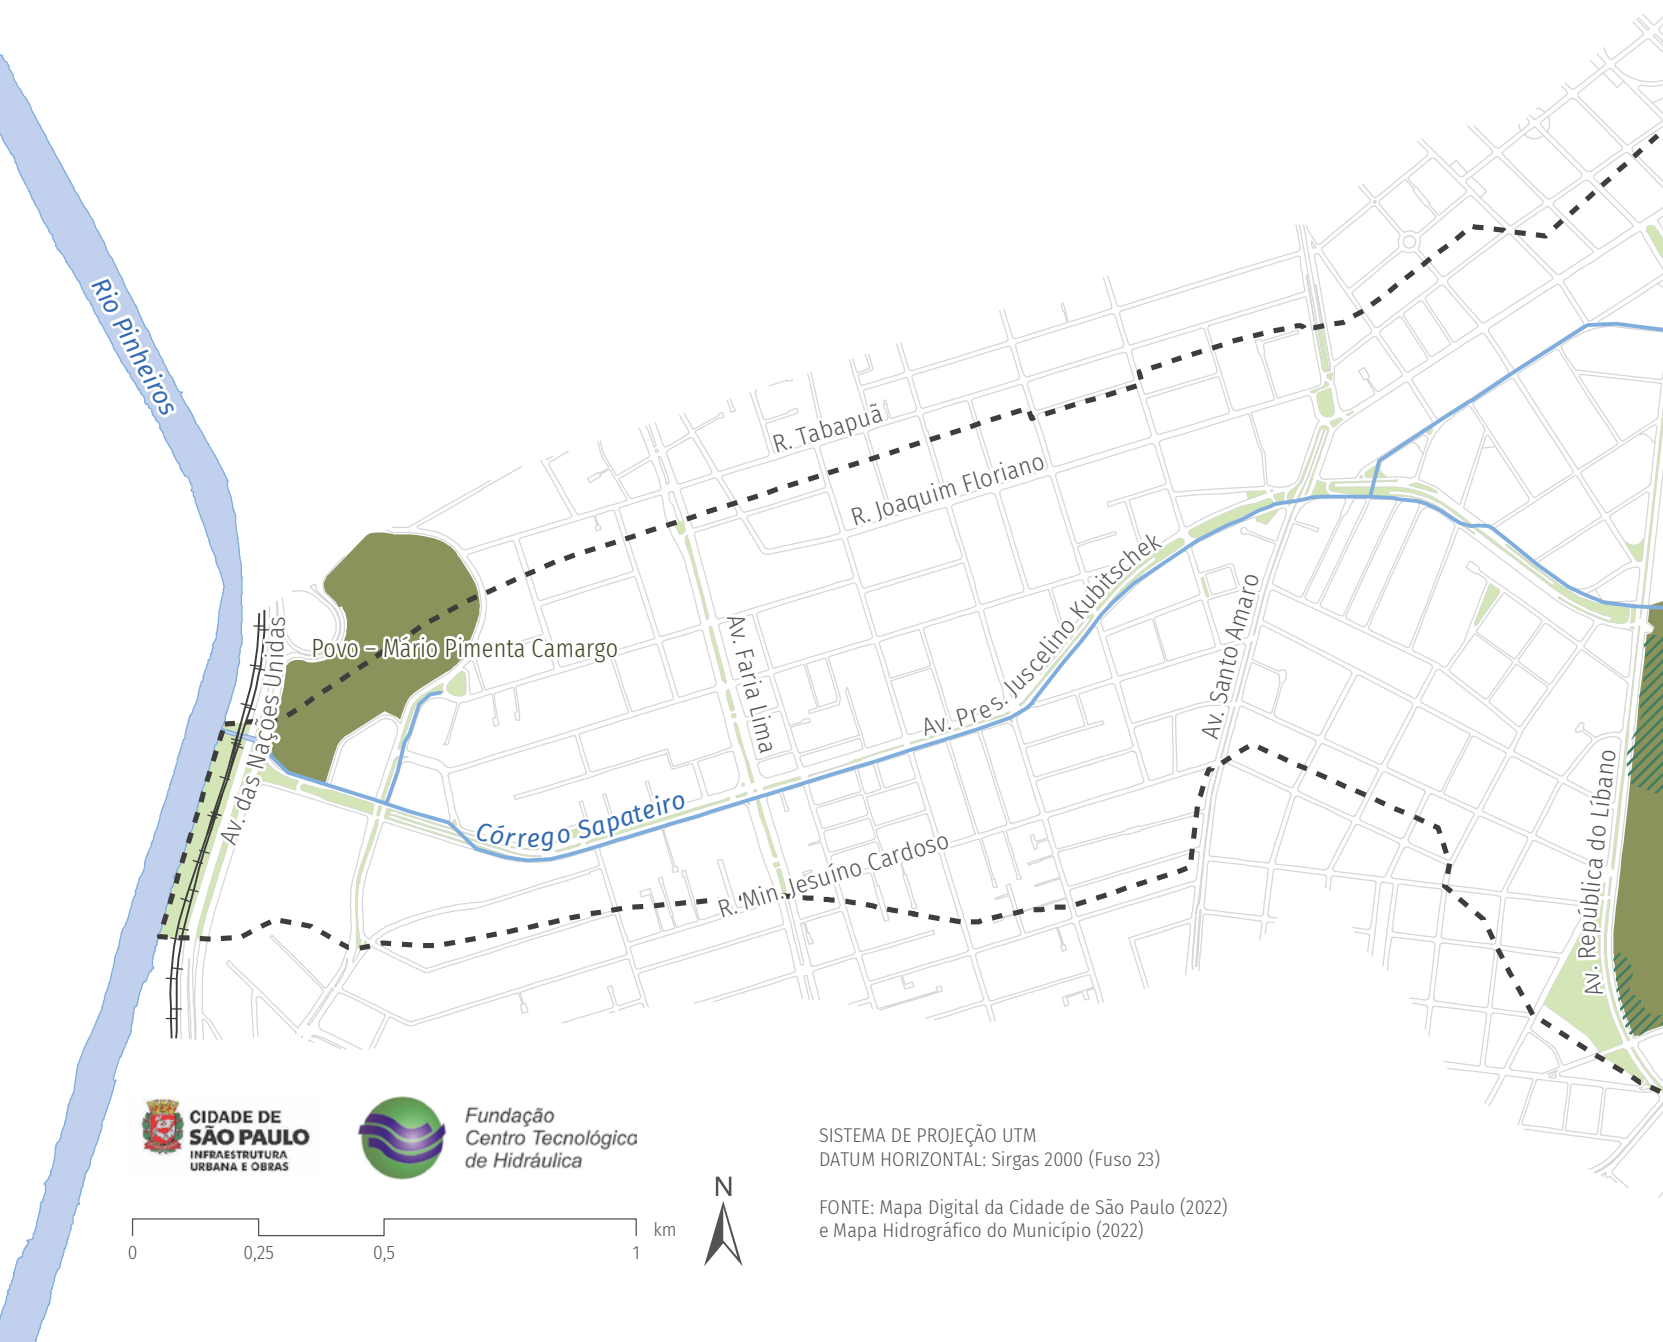 Rio Pinheiros
R. Tabapuã
R. Joaquim Floriano
Av. Pres. Juscelino Kubitschek
Av. Santo Amaro
Povo – Mário Pimenta Camargo
Av. das Nações Unidas
Av. Faria Lima
Córrego Sapateiro
R. Min. Jesuíno Cardoso
Av. República do Líbano
CIDADE DE
SÃO PAULO
INFRAESTRUTURA
URBANA E OBRAS
Fundação
Centro Tecnológico
de Hidráulica
SISTEMA DE PROJEÇÃO UTM
DATUM HORIZONTAL: Sirgas 2000 (Fuso 23)
FONTE: Mapa Digital da Cidade de São Paulo (2022)
e Mapa Hidrográfico do Município (2022)
N
km
0 0,25 0,5 1